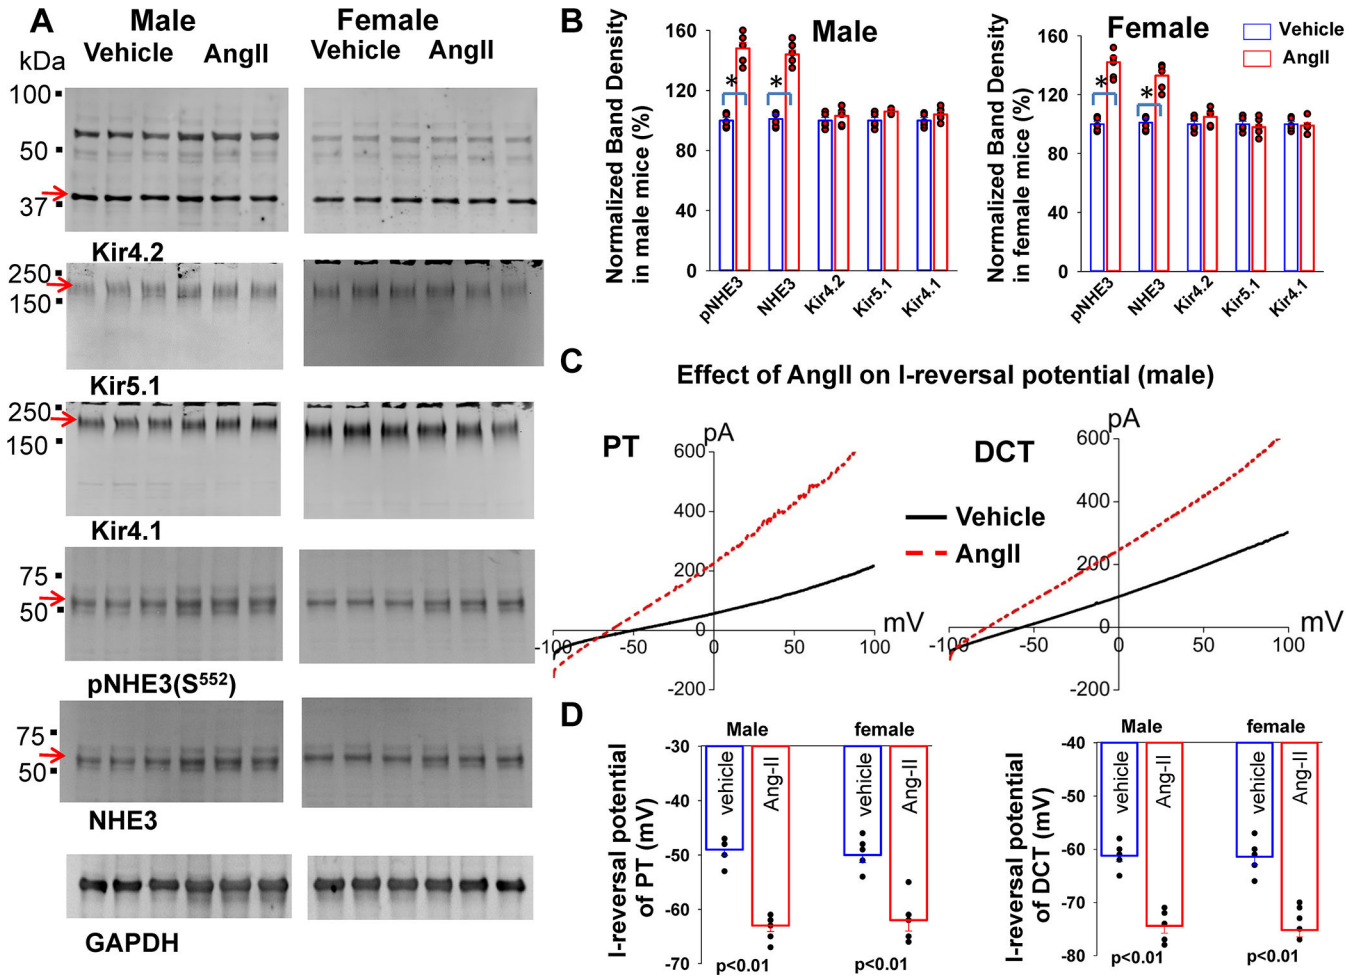 A
Male
Female
Vehicle
AngII
Vehicle
AngII
kDa
100
50
37
Kir4.2
250
150
Kir5.1
250
150
Kir4.1
75
50
pNHE3(S⁵⁵²)
75
50
NHE3
GAPDH
B
Male
Normalized Band Density
in male mice (%)
160
120
80
40
0
*
*
pNHE3
NHE3
Kir4.2
Kir5.1
Kir4.1
Female
Vehicle
AngII
Normalized Band Density
in female mice (%)
160
120
80
40
0
*
*
pNHE3
NHE3
Kir4.2
Kir5.1
Kir4.1
C
Effect of AngII on I-reversal potential (male)
PT
pA
600
400
200
0
-200
-100
-50
0
50
100
mV
Vehicle
AngII
DCT
pA
600
400
200
0
-200
-100
-50
0
50
100
mV
D
Male
female
I-reversal potential
of PT (mV)
-30
-40
-50
-60
-70
vehicle
Ang-II
vehicle
Ang-II
p<0.01
p<0.01
Male
female
I-reversal potential
of DCT (mV)
-40
-50
-60
-70
-80
vehicle
Ang-II
vehicle
Ang-II
p<0.01
p<0.01